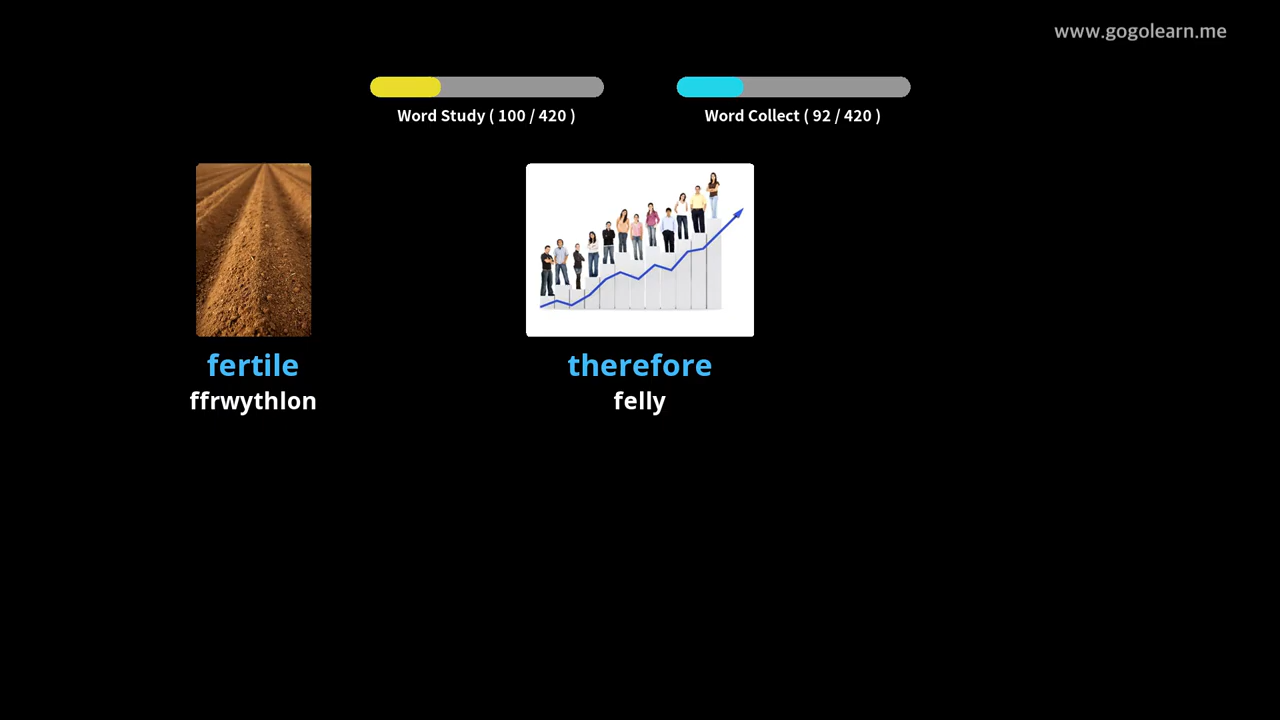 www.gogolearn.me
Word Study ( 100 / 420 )
Word Collect ( 92 / 420 )
fertile
ffrwythlon
therefore
felly